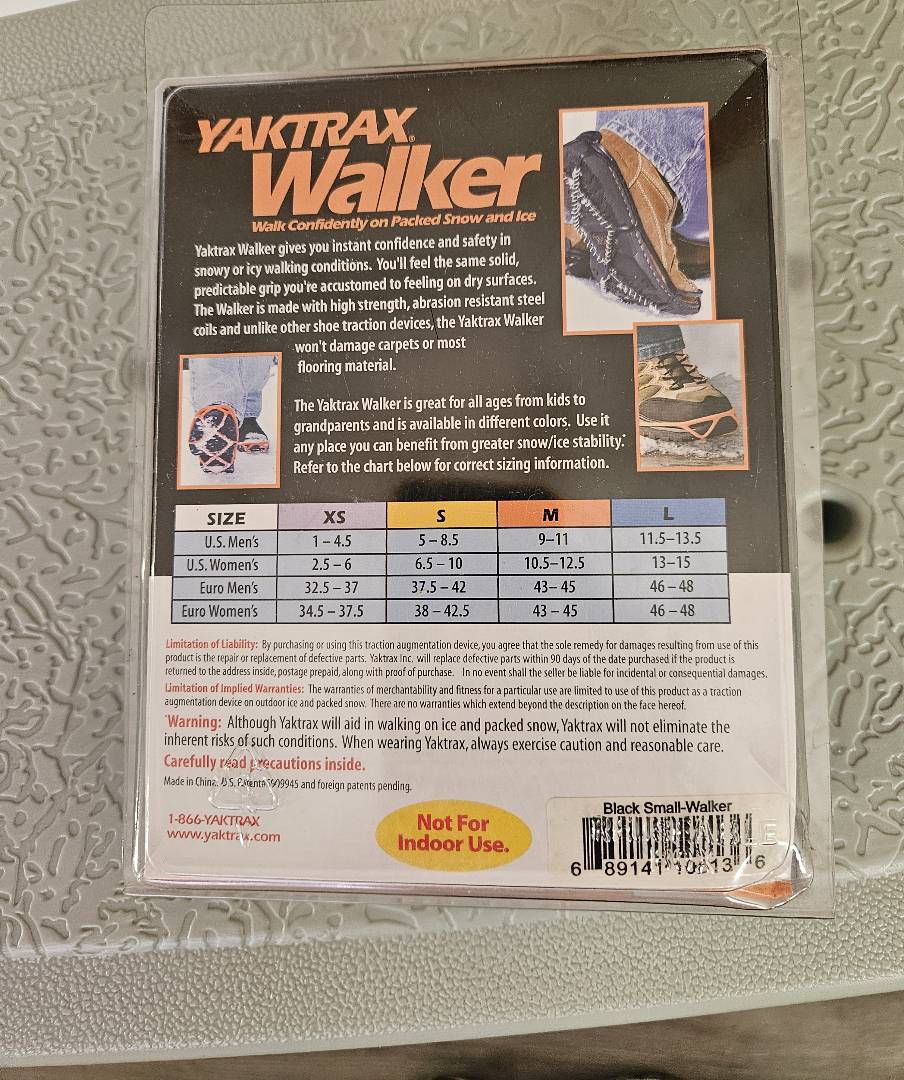 YAKTRAX®
Walker
Walk Confidently on Packed Snow and Ice
Yaktrax Walker gives you instant confidence and safety in
snowy or icy walking conditions. You'll feel the same solid,
predictable grip you're accustomed to feeling on dry surfaces.
The Walker is made with high strength, abrasion resistant steel
coils and unlike other shoe traction devices, the Yaktrax Walker
won't damage carpets or most
flooring material.
The Yaktrax Walker is great for all ages from kids to
grandparents and is available in different colors. Use it
any place you can benefit from greater snow/ice stability.*
Refer to the chart below for correct sizing information.
SIZE XS S M L
U.S. Men's 1 – 4.5 5 – 8.5 9–11 11.5–13.5
U.S. Women's 2.5 – 6 6.5 – 10 10.5–12.5 13–15
Euro Men's 32.5 – 37 37.5 – 42 43– 45 46 – 48
Euro Women's 34.5 – 37.5 38 – 42.5 43 – 45 46 – 48
Limitation of Liability: By purchasing or using this traction augmentation device, you agree that the sole remedy for damages resulting from use of this
product is the repair or replacement of defective parts. Yaktrax Inc. will replace defective parts within 90 days of the date purchased if the product is
returned to the address inside, postage prepaid, along with proof of purchase. In no event shall the seller be liable for incidental or consequential damages.
Limitation of Implied Warranties: The warranties of merchantability and fitness for a particular use are limited to use of this product as a traction
augmentation device on outdoor ice and packed snow. There are no warranties which extend beyond the description on the face hereof.
*Warning: Although Yaktrax will aid in walking on ice and packed snow, Yaktrax will not eliminate the
inherent risks of such conditions. When wearing Yaktrax, always exercise caution and reasonable care.
Carefully read precautions inside.
Made in China. U.S. Patent# 5909945 and foreign patents pending.
1-866-YAKTRAX
www.yaktrax.com
Not For
Indoor Use.
Black Small-Walker
6 89141 6